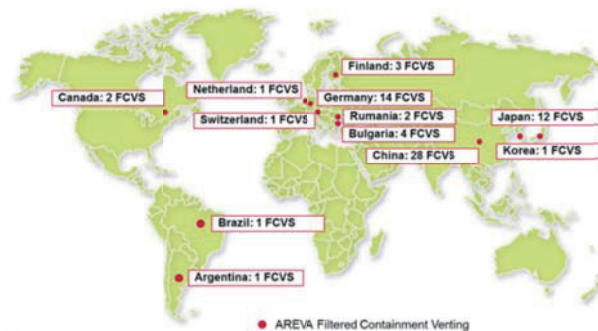 Finland: 3 FCVS
Netherland: 1 FCVS
Germany: 14 FCVS
Canada: 2 FCVS
Switzerland: 1 FCVS
Rumania: 2 FCVS
Japan: 12 FCVS
Bulgaria: 4 FCVS
China: 28 FCVS
Korea: 1 FCVS
Brazil: 1 FCVS
Argentina: 1 FCVS
AREVA Filtered Containment Venting